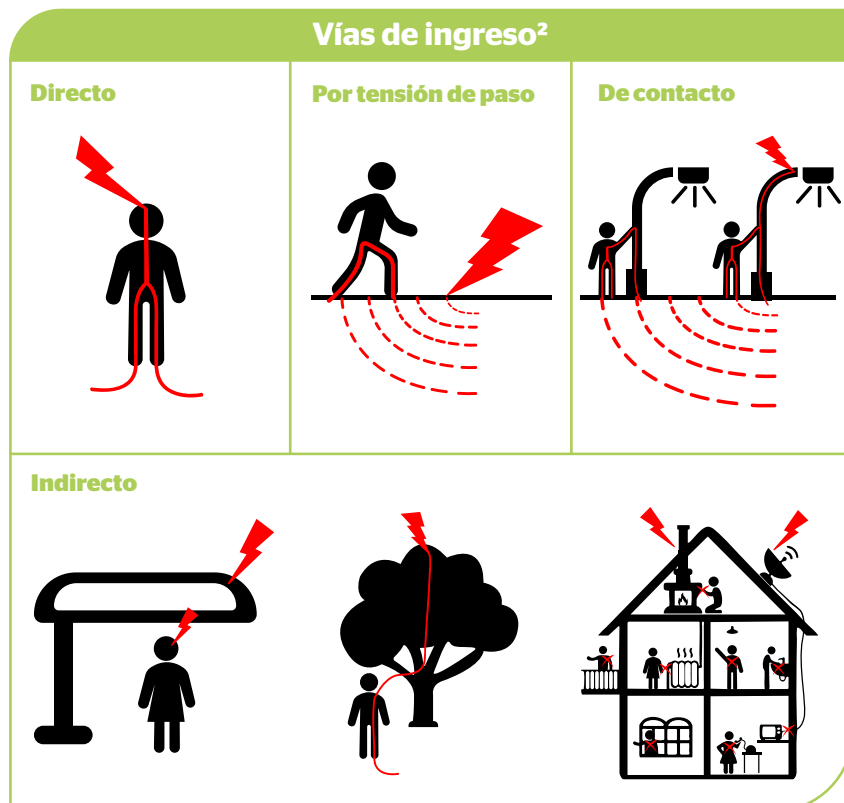 Vías de ingreso²
Directo
Por tensión de paso
De contacto
Indirecto